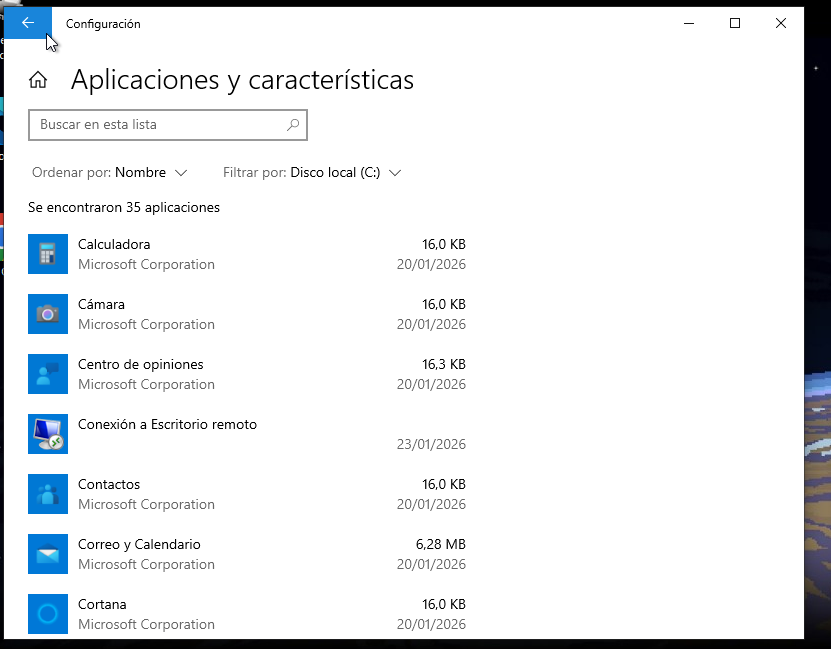 Configuración
Aplicaciones y características
Buscar en esta lista
Ordenar por: Nombre
Filtrar por: Disco local (C:)
Se encontraron 35 aplicaciones
Calculadora 16,0 KB
Microsoft Corporation 20/01/2026
Cámara 16,0 KB
Microsoft Corporation 20/01/2026
Centro de opiniones 16,3 KB
Microsoft Corporation 20/01/2026
Conexión a Escritorio remoto
23/01/2026
Contactos 16,0 KB
Microsoft Corporation 20/01/2026
Correo y Calendario 6,28 MB
Microsoft Corporation 20/01/2026
Cortana 16,0 KB
Microsoft Corporation 20/01/2026